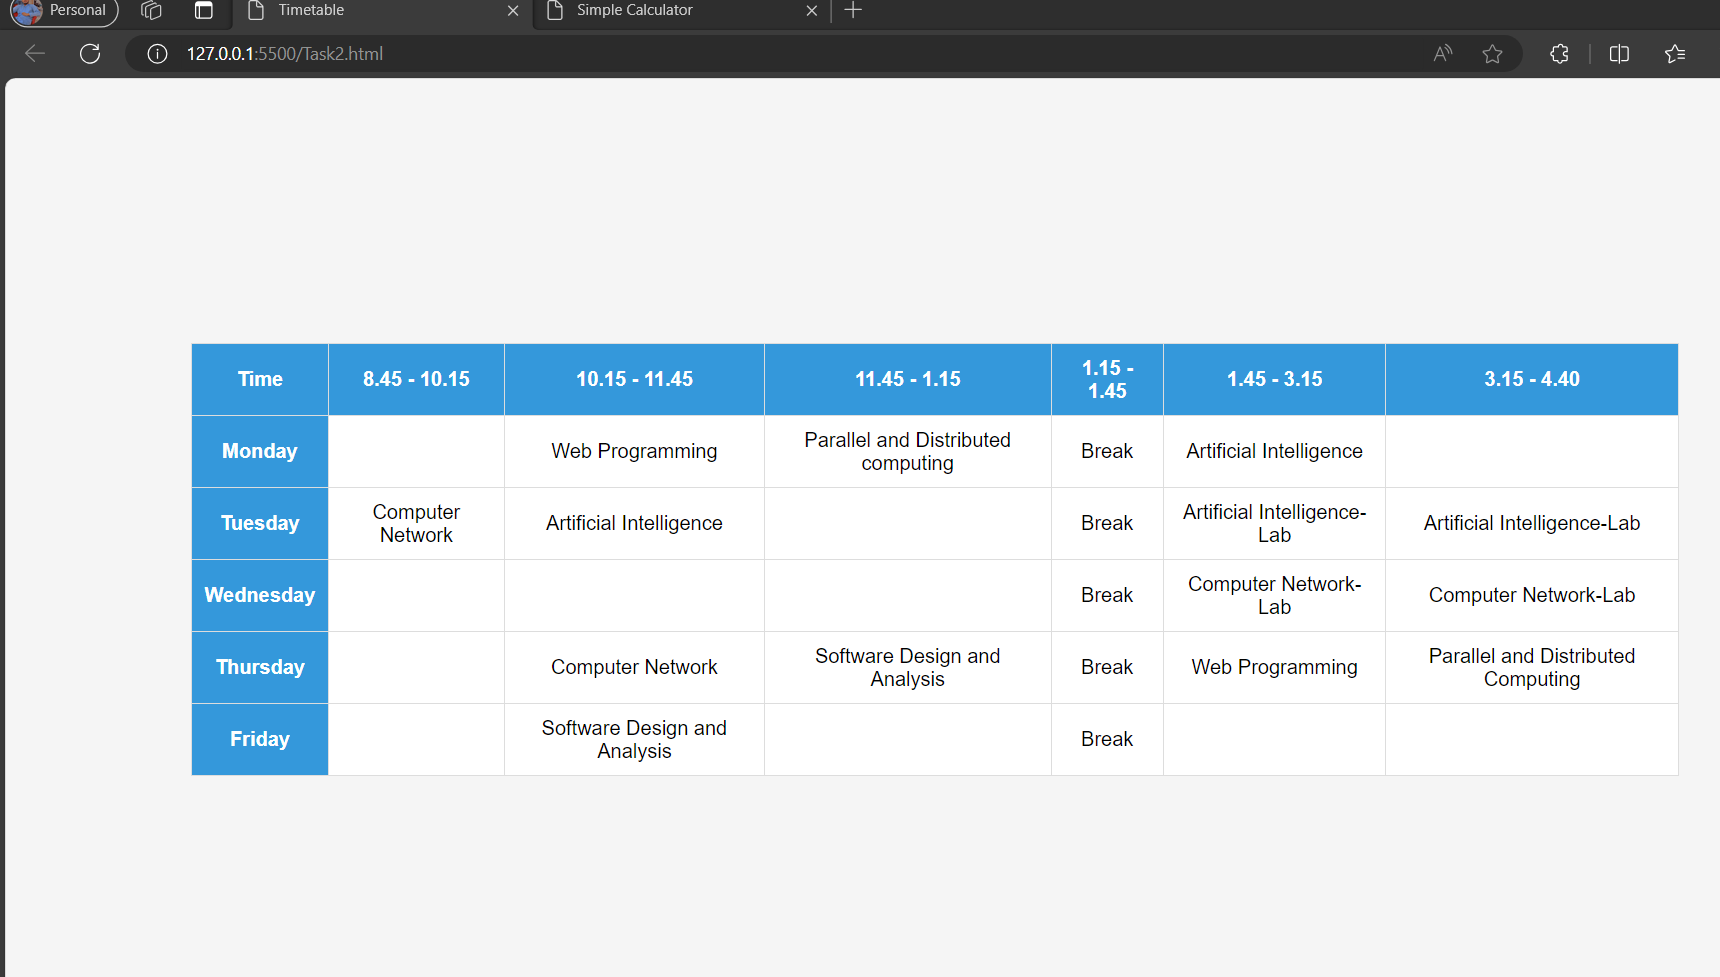 Personal
Timetable
Simple Calculator
127.0.0.1:5500/Task2.html
Time
8.45 - 10.15
10.15 - 11.45
11.45 - 1.15
1.15 -
1.45
1.45 - 3.15
3.15 - 4.40
Monday
Web Programming
Parallel and Distributed
computing
Break
Artificial Intelligence
Tuesday
Computer
Network
Artificial Intelligence
Break
Artificial Intelligence-
Lab
Artificial Intelligence-Lab
Wednesday
Break
Computer Network-
Lab
Computer Network-Lab
Thursday
Computer Network
Software Design and
Analysis
Break
Web Programming
Parallel and Distributed
Computing
Friday
Software Design and
Analysis
Break